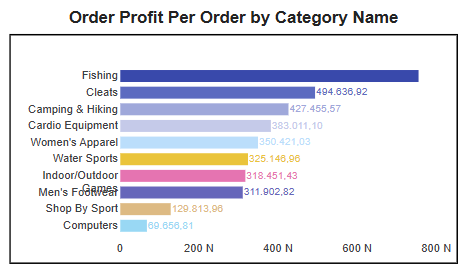 Order Profit Per Order by Category Name
Fishing
Cleats 494.636,92
Camping & Hiking 427.455,57
Cardio Equipment 383.011,10
Women's Apparel 350.421,03
Water Sports 325.146,96
Indoor/Outdoor 318.451,43
Games
Men's Footwear 311.902,82
Shop By Sport 129.813,96
Computers 69.656,81
0 200 N 400 N 600 N 800 N